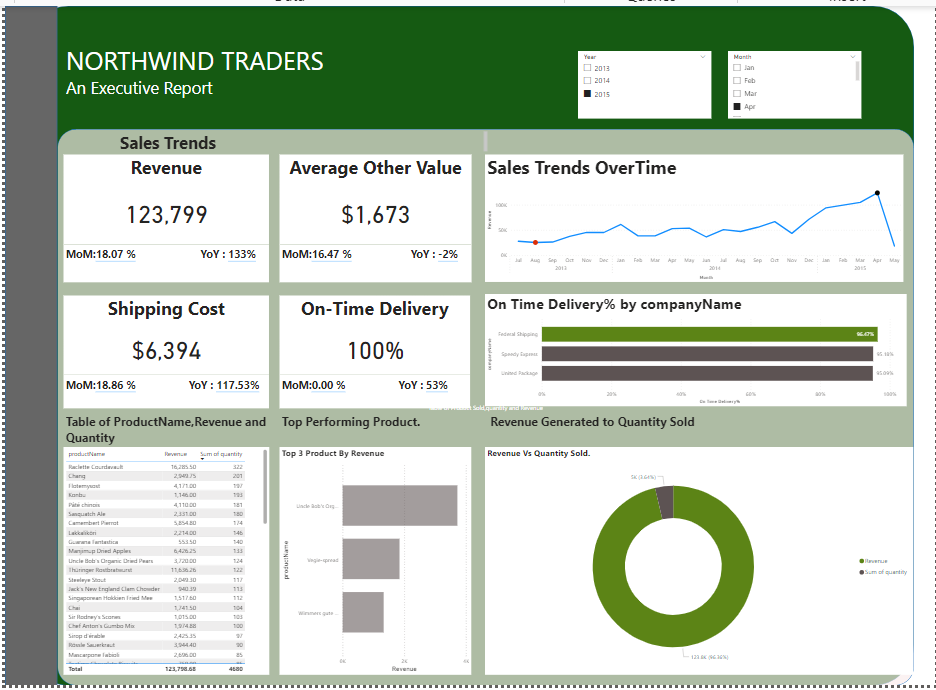 NORTHWIND TRADERS
An Executive Report
Year
2013
2014
2015
Month
Jan
Feb
Mar
Apr
Sales Trends
Revenue
123,799
MoM:18.07 % YoY : 133%
Average Other Value
$1,673
MoM:16.47 % YoY : -2%
Sales Trends OverTime
Revenue
100K
50K
0K
Jul Aug Sep Oct Nov Dec Jan Feb Mar Apr May Jun Jul Aug Sep Oct Nov Dec Jan Feb Mar Apr May
2013 2014 2015
Month
Shipping Cost
$6,394
MoM:18.86 % YoY : 117.53%
On-Time Delivery
100%
MoM:0.00 % YoY : 53%
On Time Delivery% by companyName
companyName
Federal Shipping 96.47%
Speedy Express 95.18%
United Package 95.09%
0% 20% 40% 60% 80% 100%
On Time Delivery%
Table of ProductName,Revenue and
Quantity
Top Performing Product.
Revenue Generated to Quantity Sold
productName Revenue Sum of quantity
Raclette Courdavault 16,285.50 322
Chang 2,949.75 201
Flotemysost 4,171.00 197
Konbu 1,146.00 193
Pâté chinois 4,110.00 181
Sasquatch Ale 2,331.00 180
Camembert Pierrot 5,854.80 174
Lakkalikööri 2,214.00 146
Guaraná Fantástica 553.50 140
Manjimup Dried Apples 6,426.25 133
Uncle Bob's Organic Dried Pears 3,720.00 124
Thüringer Rostbratwurst 11,636.26 122
Steeleye Stout 2,049.30 117
Jack's New England Clam Chowder 940.39 113
Singaporean Hokkien Fried Mee 1,517.60 112
Chai 1,741.50 104
Sir Rodney's Scones 1,015.00 103
Chef Anton's Gumbo Mix 1,974.88 100
Sirop d'érable 2,425.35 97
Rössle Sauerkraut 3,944.40 90
Mascarpone Fabioli 2,696.00 85
Total 123,798.68 4680
Top 3 Product By Revenue
productName
Uncle Bob's Org...
Vegie-spread
Wimmers gute...
0K 2K 4K
Revenue
Revenue Vs Quantity Sold.
5K (3.64%)
123.8K (96.36%)
Revenue
Sum of quantity